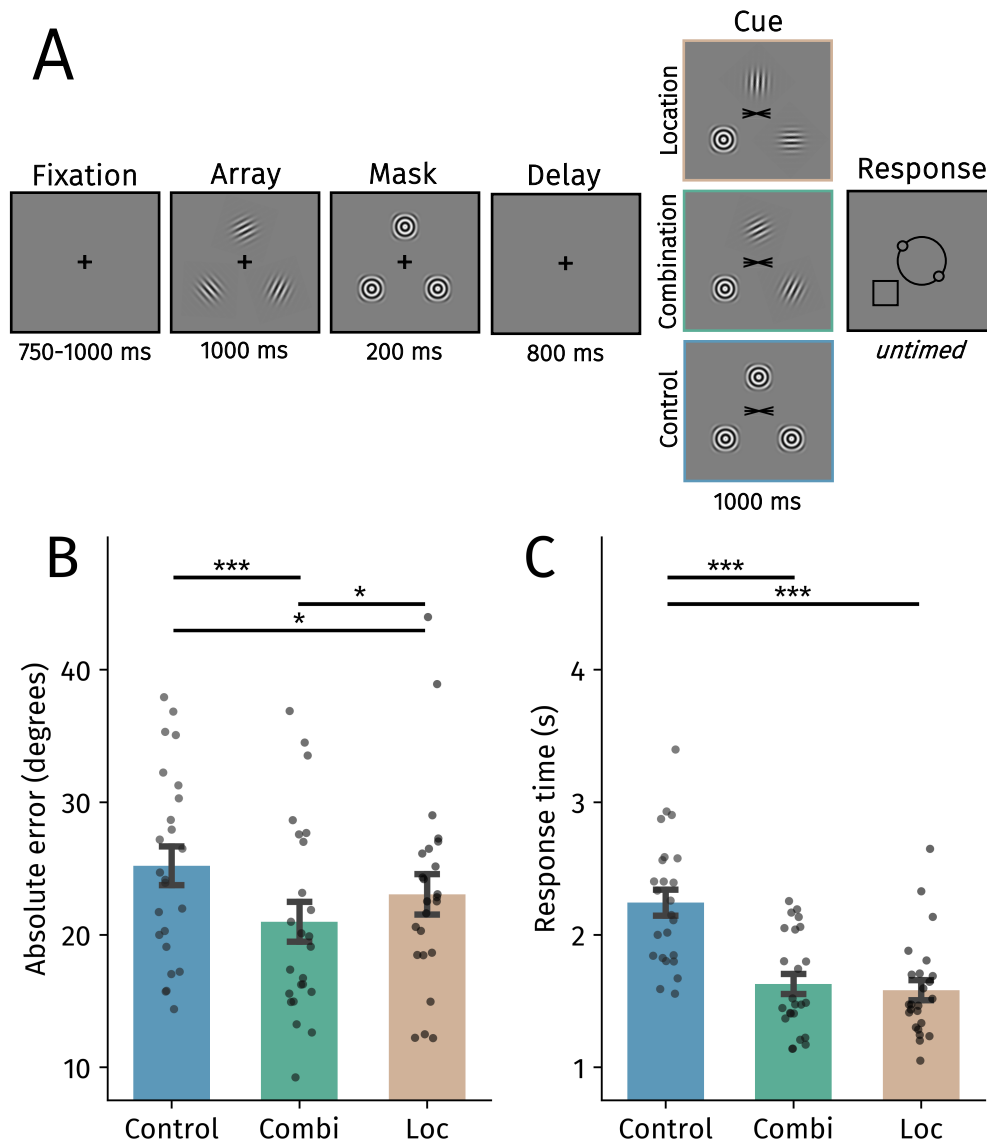 A
Cue
Location
Fixation
Array
Mask
Delay
Combination
Response
750-1000 ms
1000 ms
200 ms
800 ms
untimed
Control
1000 ms
B
***
*
*
Absolute error (degrees)
40
30
20
10
Control
Combi
Loc
C
***
***
Response time (s)
4
3
2
1
Control
Combi
Loc